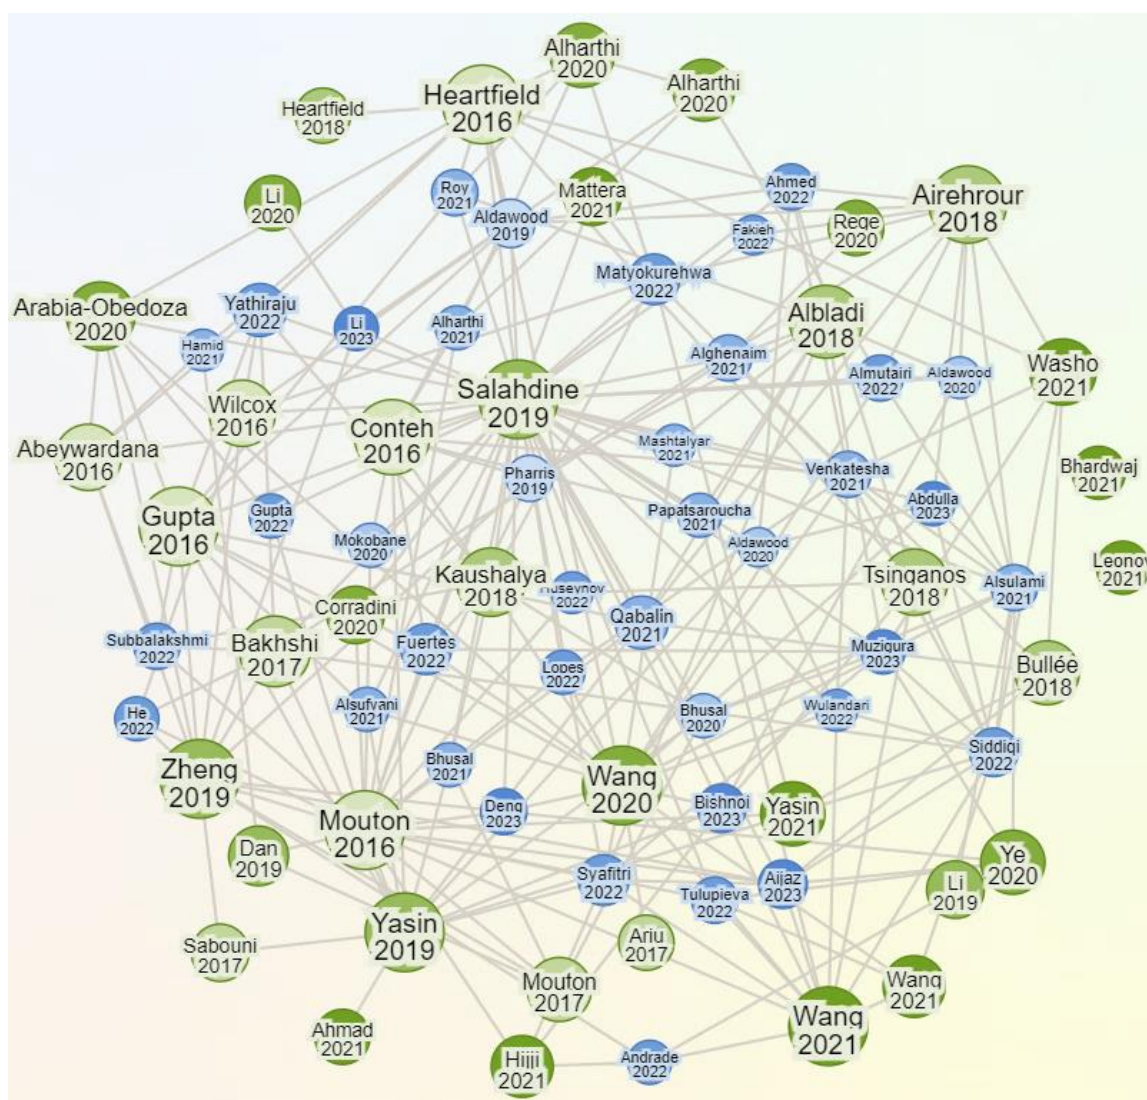 Alharthi
2020
Alharthi
2020
Heartfield
2016
Heartfield
2018
Li
2020
Roy
2021
Aldawood
2019
Mattera
2021
Ahmed
2022
Fakieh
2022
Rege
2020
Airehrour
2018
Matyokurehwa
2022
Arabia-Obedoza
2020
Yathiraju
2022
Hamid
2021
Li
2023
Alharthi
2021
Albladi
2018
Alghenaim
2021
Almutairi
2022
Aldawood
2020
Washo
2021
Salahdine
2019
Wilcox
2016
Conteh
2016
Abeywardana
2016
Mashtalyar
2021
Pharris
2019
Venkatesha
2021
Bhardwaj
2021
Gupta
2016
Gupta
2022
Papatsaroucha
2021
Abdulla
2023
Mokobane
2020
Aldawood
2020
Leonov
2021
Kaushalya
2018
Huseynov
2022
Tsinganos
2018
Alsulami
2021
Corradini
2020
Qabalin
2021
Subbalakshmi
2022
Bakhshi
2017
Fuertes
2022
Muzigura
2023
Bullée
2018
Lopes
2022
He
2022
Alsufyani
2021
Bhusal
2020
Wulandari
2022
Siddiqi
2022
Zheng
2019
Bhusal
2021
Wang
2020
Deng
2023
Bishnoi
2023
Yasin
2021
Mouton
2016
Dan
2019
Syafitri
2022
Tulupieva
2022
Aijaz
2023
Ye
2020
Li
2019
Yasin
2019
Sabouni
2017
Ariu
2017
Mouton
2017
Wang
2021
Wang
2021
Ahmad
2021
Hijji
2021
Andrade
2022